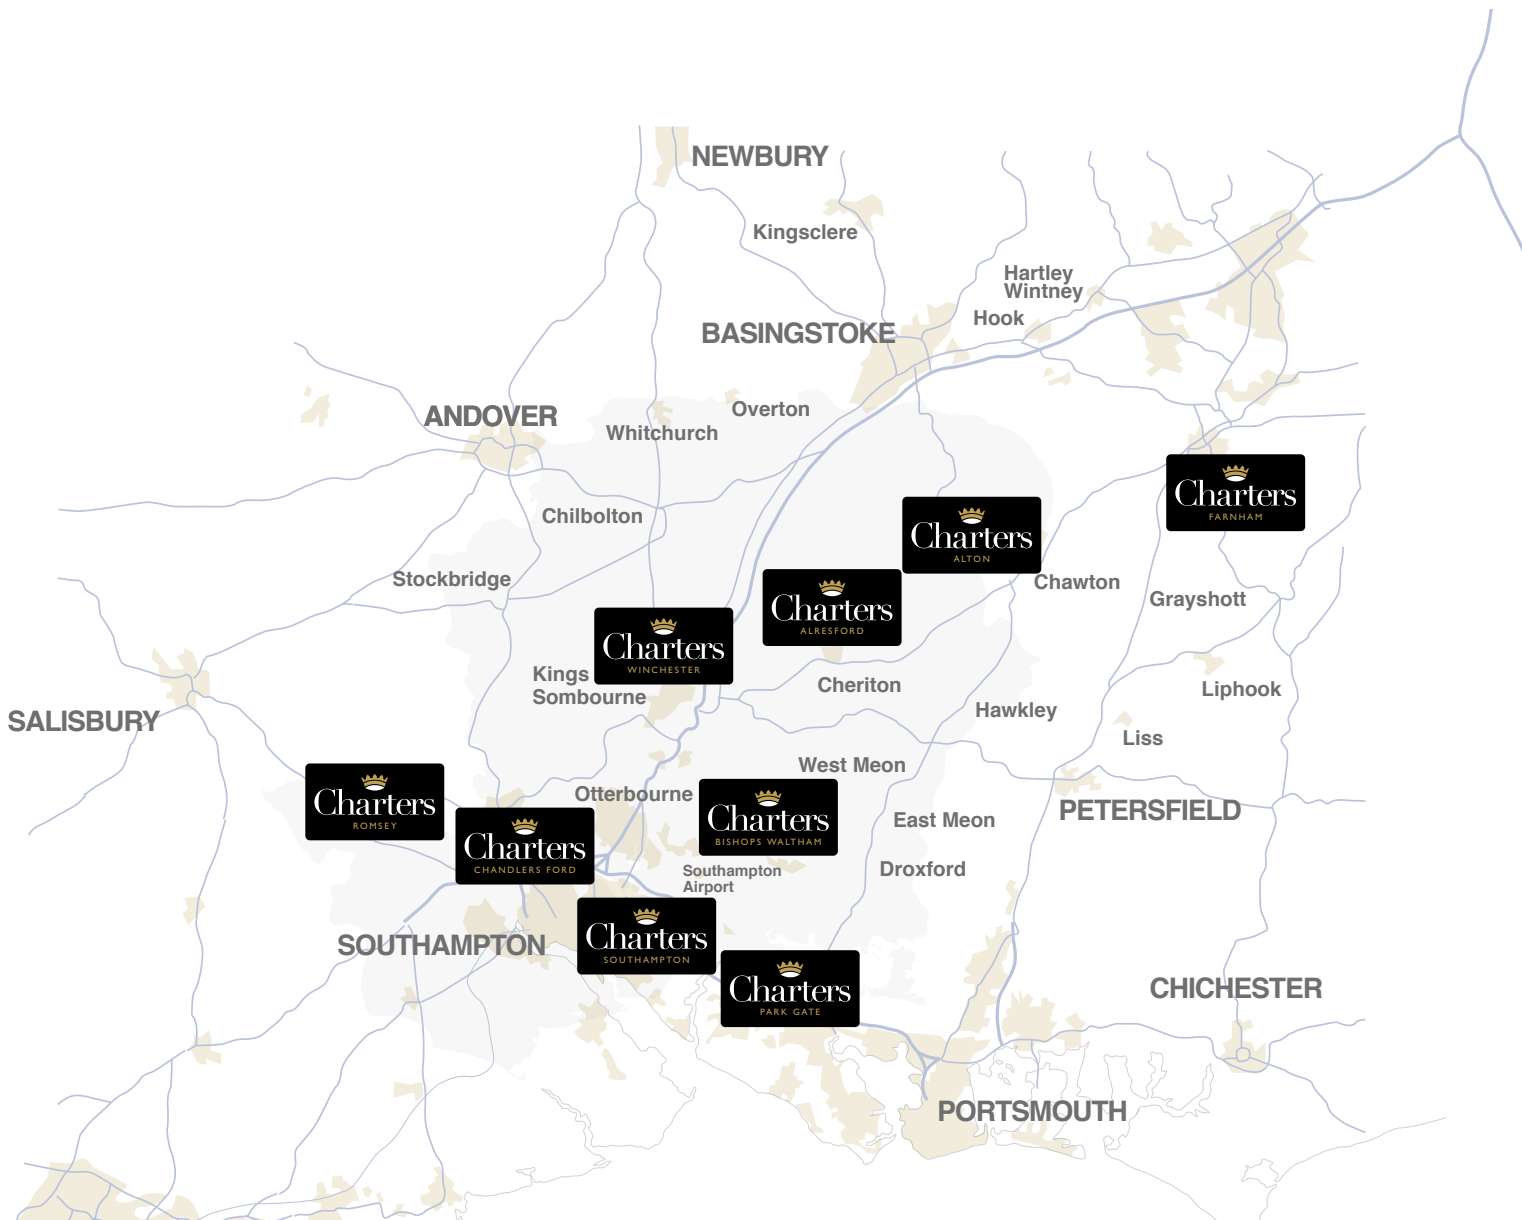 NEWBURY
Kingsclere
Hartley
Wintney
Hook
BASINGSTOKE
ANDOVER
Overton
Whitchurch
Charters
FARNHAM
Chilbolton
Charters
ALTON
Stockbridge
Chawton
Grayshott
Charters
ALRESFORD
Charters
WINCHESTER
Kings
Sombourne
Cheriton
Liphook
Hawkley
SALISBURY
Liss
West Meon
Otterbourne
Charters
ROMSEY
Charters
BISHOPS WALTHAM
PETERSFIELD
East Meon
Charters
CHANDLERS FORD
Southampton
Airport
Droxford
SOUTHAMPTON
Charters
SOUTHAMPTON
Charters
PARK GATE
CHICHESTER
PORTSMOUTH